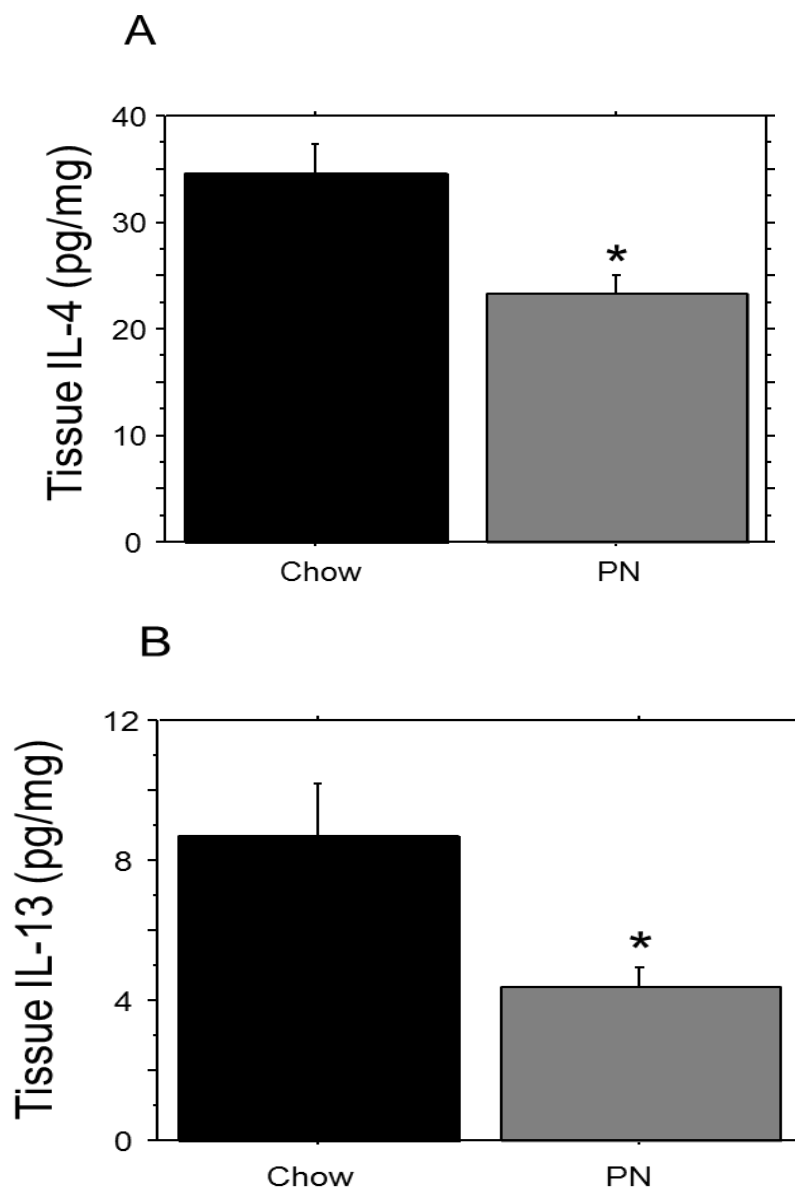 A
Tissue IL-4 (pg/mg)
40
30
20
10
0
*
Chow PN
B
Tissue IL-13 (pg/mg)
12
8
4
0
*
Chow PN